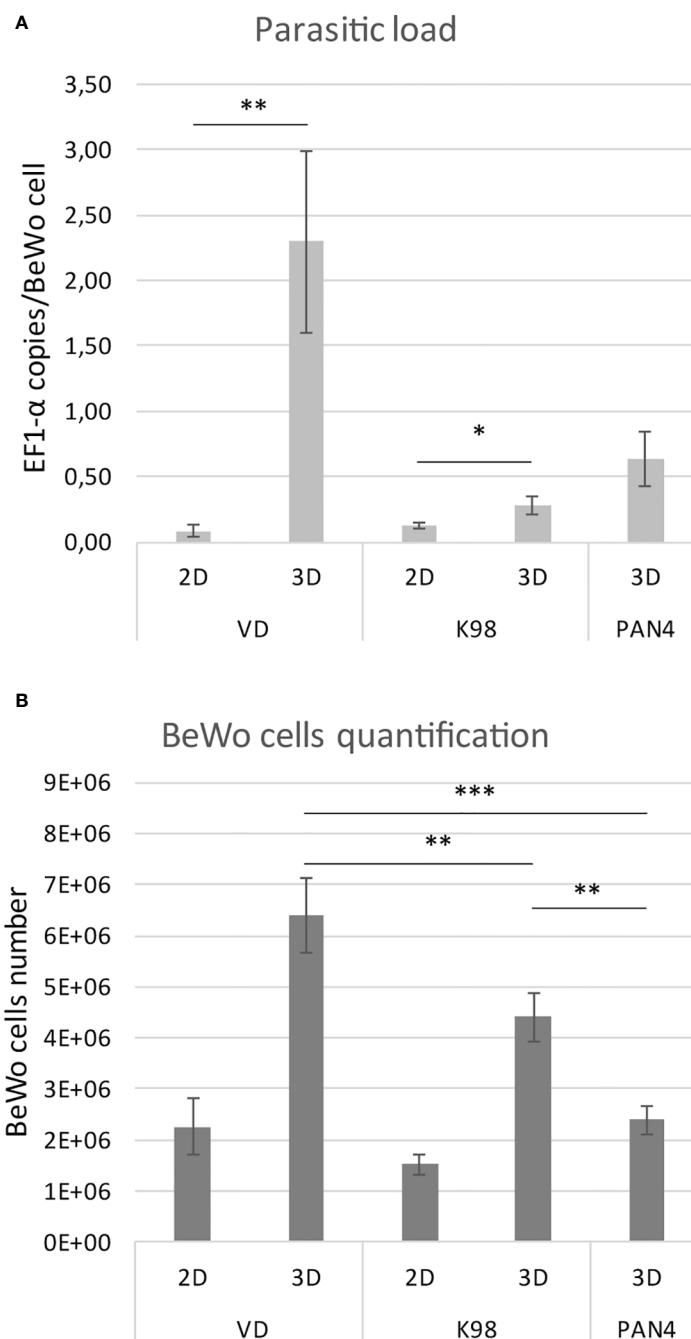 A
Parasitic load
EF1-α copies/BeWo cell
3,50
3,00
2,50
2,00
1,50
1,00
0,50
0,00
**
*
2D 3D 2D 3D 3D
VD K98 PAN4
B
BeWo cells quantification
BeWo cells number
9E+06
8E+06
7E+06
6E+06
5E+06
4E+06
3E+06
2E+06
1E+06
0E+00
***
**
**
2D 3D 2D 3D 3D
VD K98 PAN4